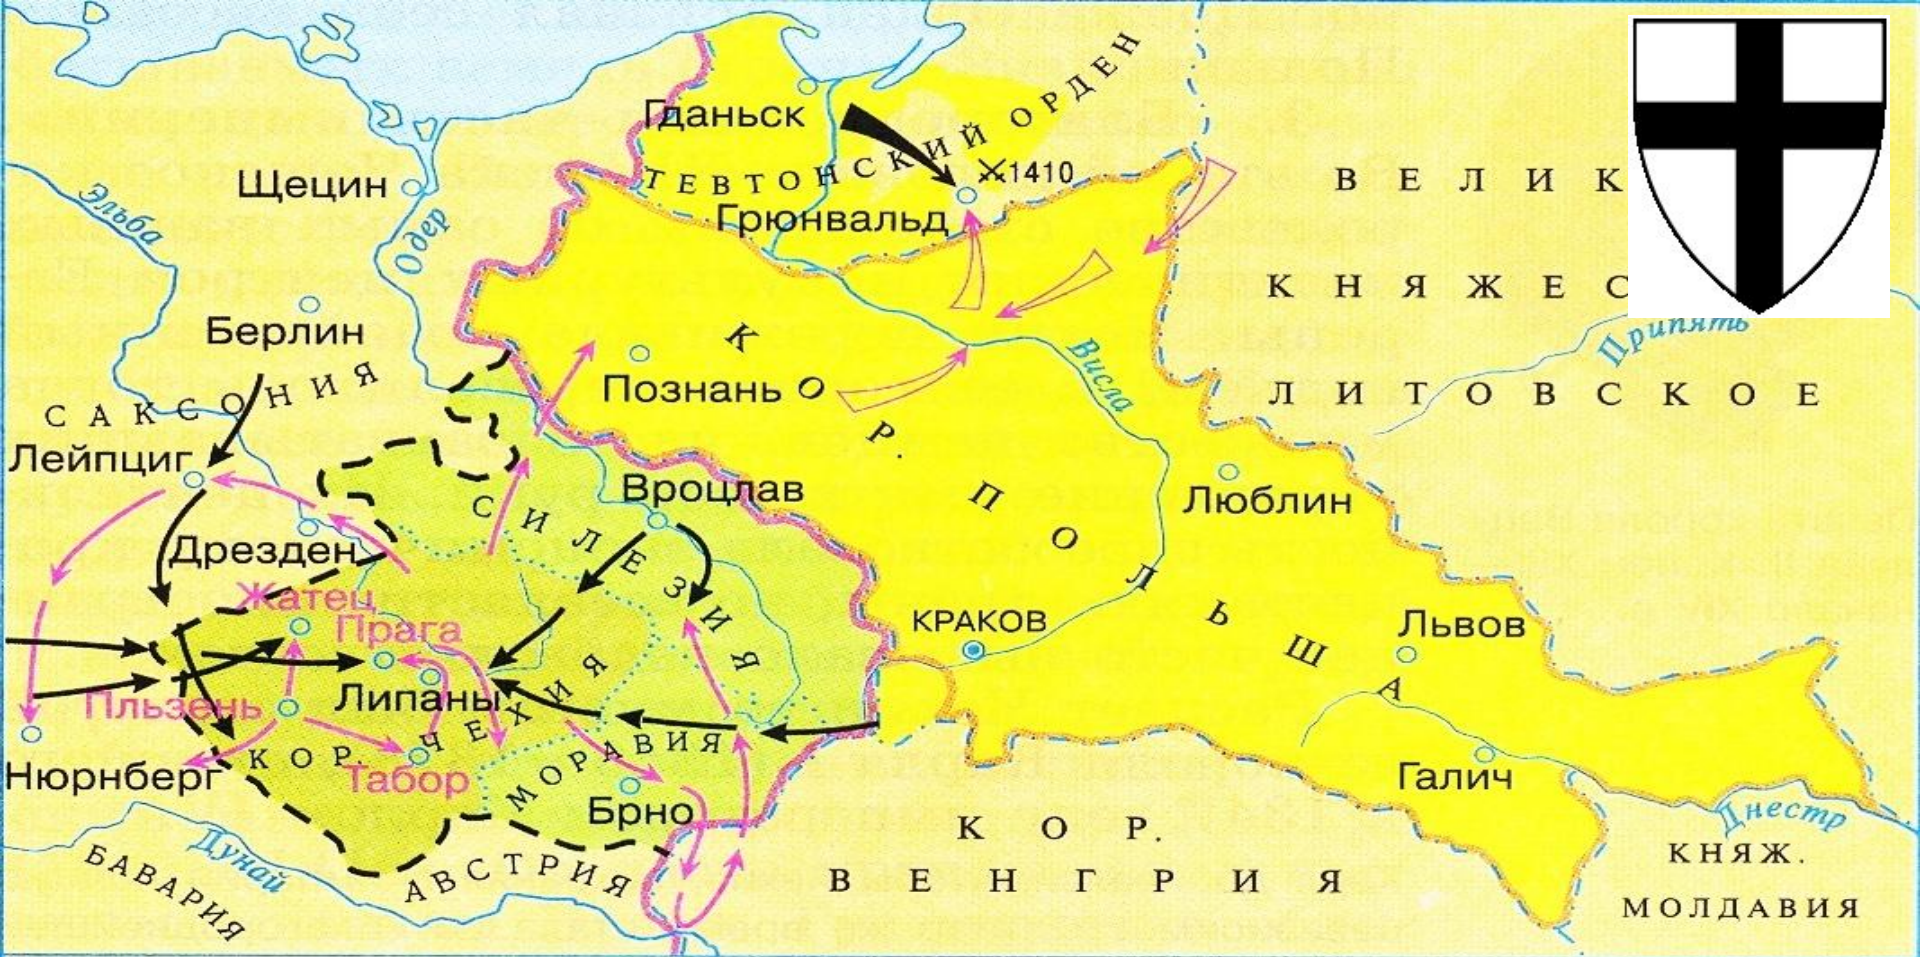 Гданьск
ТЕВТОНСКИЙ ОРДЕН
1410
Щецин
Эльба
Одер
Грюнвальд
ВЕЛИК
КНЯЖЕС
ЛИТОВСКОЕ
Припять
Берлин
САКСОНИЯ
Познань
Висла
КОР. ПОЛЬША
Лейпциг
Вроцлав
Люблин
СИЛЕЗИЯ
Дрезден
Жатец
Прага
КРАКОВ
Львов
Липаны
Пльзень
КОР. ЧЕХИЯ
МОРАВИЯ
Нюрнберг
Табор
Галич
Брно
Днестр
КОР.
ВЕНГРИЯ
КНЯЖ.
МОЛДАВИЯ
Дунай
БАВАРИЯ
АВСТРИЯ